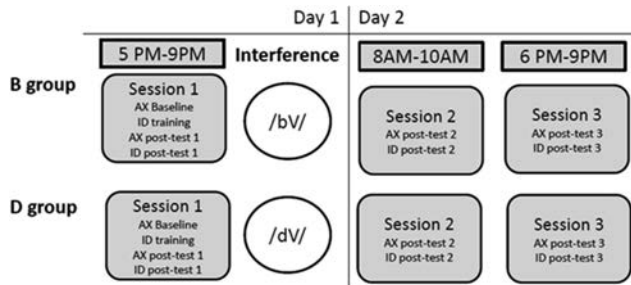 Day 1 Day 2
5 PM-9PM Interference 8AM-10AM 6 PM-9PM
B group
Session 1
AX Baseline
ID training
AX post-test 1
ID post-test 1
/bV/
Session 2
AX post-test 2
ID post-test 2
Session 3
AX post-test 3
ID post-test 3
D group
Session 1
AX Baseline
ID training
AX post-test 1
ID post-test 1
/dV/
Session 2
AX post-test 2
ID post-test 2
Session 3
AX post-test 3
ID post-test 3